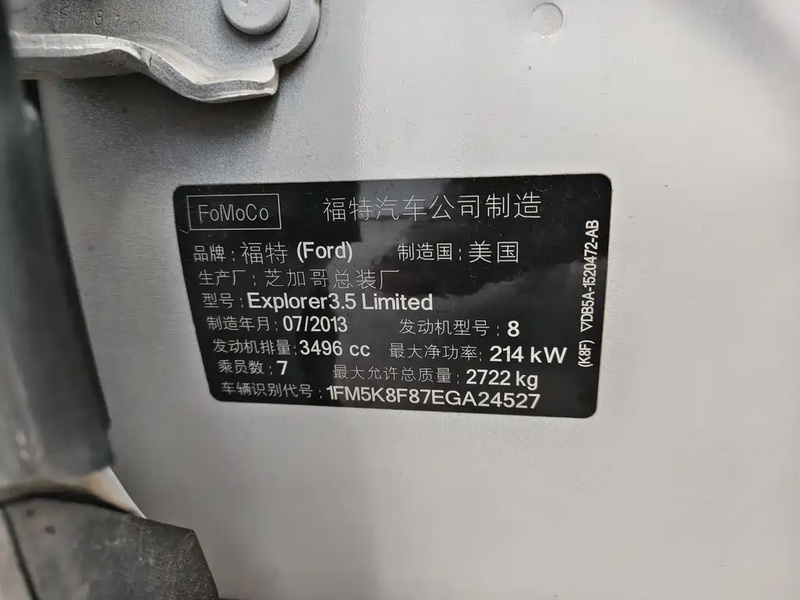 FoMoCo 福特汽车公司制造
品牌：福特 (Ford) 制造国：美国
生产厂：芝加哥总装厂
型号：Explorer3.5 Limited
制造年月：07/2013 发动机型号：8
发动机排量：3496 cc 最大净功率：214 kW
乘员数：7 最大允许总质量：2722 kg
车辆识别代号：1FM5K8F87EGA24527
(K8F) ▽DB5A-1520472-AB